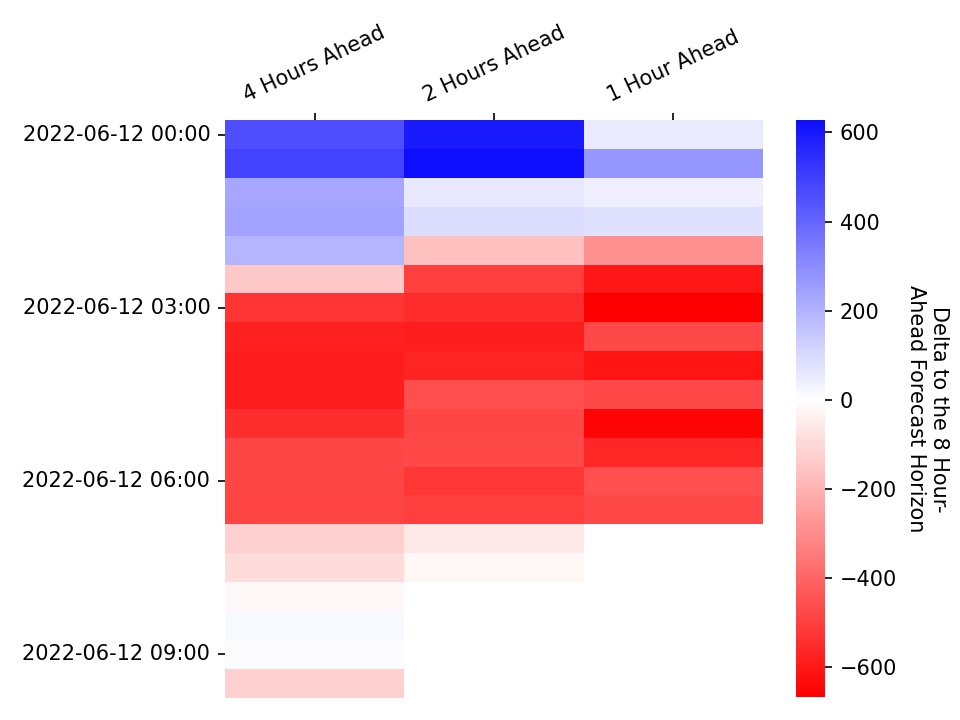 4 Hours Ahead
2 Hours Ahead
1 Hour Ahead
2022-06-12 00:00
2022-06-12 03:00
2022-06-12 06:00
2022-06-12 09:00
600
400
200
0
−200
−400
−600
Delta to the 8 Hour-
Ahead Forecast Horizon